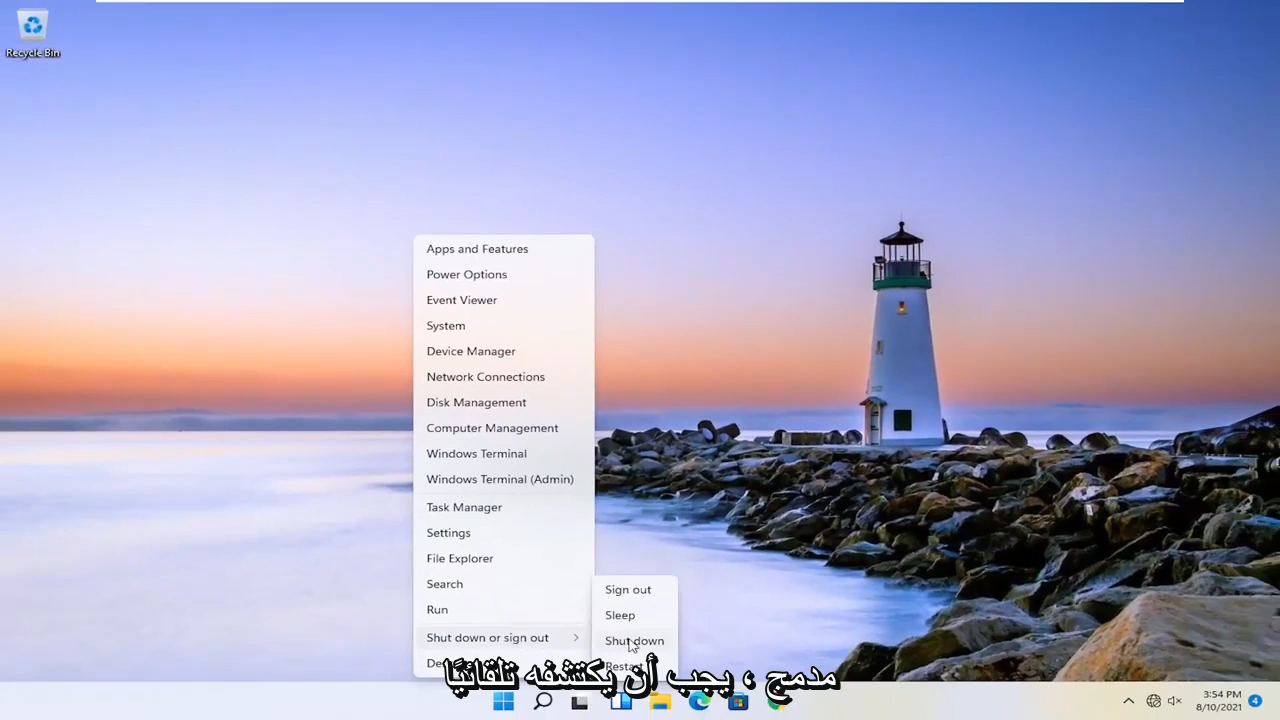 Recycle Bin
Apps and Features
Power Options
Event Viewer
System
Device Manager
Network Connections
Disk Management
Computer Management
Windows Terminal
Windows Terminal (Admin)
Task Manager
Settings
File Explorer
Search
Run
Shut down or sign out
Sign out
Sleep
Shut down
Restart
مدمج ، يجب أن يكتشفه تلقائيًا
3:54 PM
8/10/2021
4